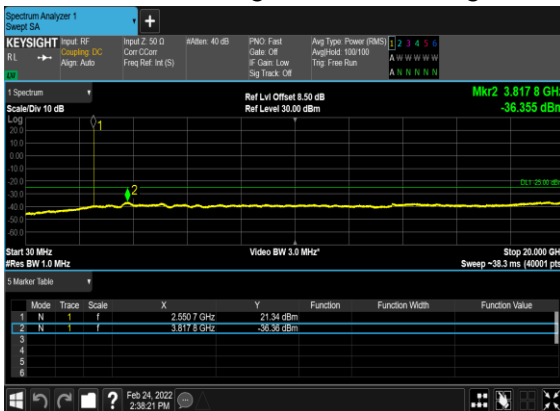 Spectrum Analyzer 1
Swept SA
KEYSIGHT
RL
LV
Input: RF
Coupling: DC
Align: Auto
Input Z: 50 Ω
Corr CCorr
Freq Ref: Int (S)
#Atten: 40 dB
PNO: Fast
Gate: Off
IF Gain: Low
Sig Track: Off
Avg Type: Power (RMS)
Avg|Hold: 100/100
Trig: Free Run
1 2 3 4 5 6
A W W W W W
A N N N N N
1 Spectrum
Scale/Div 10 dB
Ref Lvl Offset 8.50 dB
Ref Level 30.00 dBm
Mkr2 3.817 8 GHz
-36.355 dBm
Log
20.0
10.0
0.00
-10.0
-20.0
-30.0
-40.0
-50.0
-60.0
1
2
Start 30 MHz
#Res BW 1.0 MHz
Video BW 3.0 MHz*
Stop 20.000 GH
Sweep ~38.3 ms (40001 pts
5 Marker Table
Mode Trace Scale X Y Function Function Width Function Value
1 N 1 f 2.550 7 GHz 21.34 dBm
2 N 1 f 3.817 8 GHz -36.36 dBm
3
4
5
6
Feb 24, 2022
2:38:21 PM